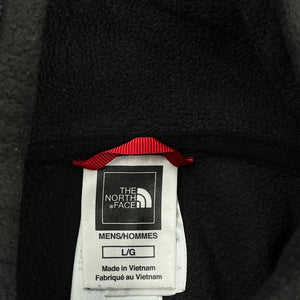 THE
NORTH
FACE
MENS/HOMMES
L/G
Made in Vietnam
Fabriqué au Vietnam